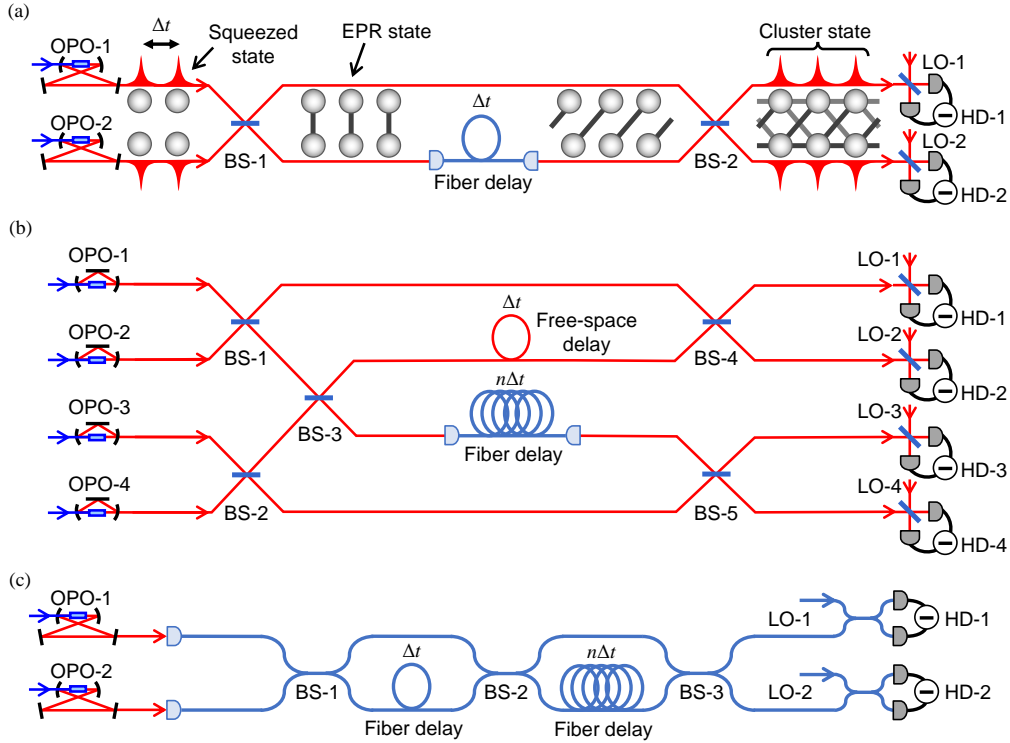 (a)
OPO-1
Δt
Squeezed
state
EPR state
Cluster state
LO-1
HD-1
OPO-2
BS-1
Δt
Fiber delay
BS-2
LO-2
HD-2
(b)
OPO-1
LO-1
HD-1
Δt
Free-space
delay
OPO-2
BS-1
BS-4
LO-2
HD-2
nΔt
OPO-3
BS-3
Fiber delay
LO-3
HD-3
OPO-4
BS-2
BS-5
LO-4
HD-4
(c)
OPO-1
LO-1
HD-1
Δt
nΔt
OPO-2
BS-1
BS-2
BS-3
LO-2
HD-2
Fiber delay
Fiber delay